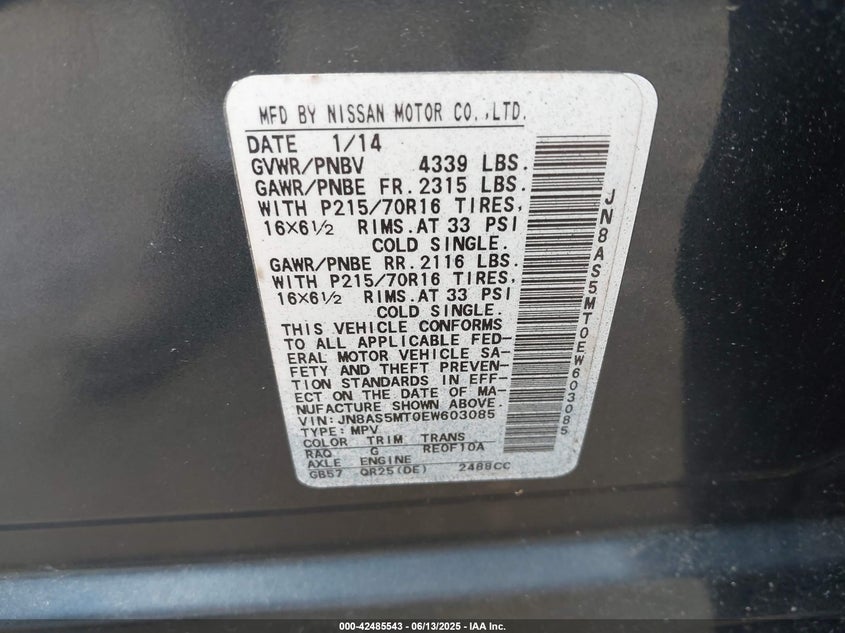 MFD BY NISSAN MOTOR CO.,LTD.
DATE 1/14
GVWR/PNBV 4339 LBS.
GAWR/PNBE FR.2315 LBS.
WITH P215/70R16 TIRES,
16X6½ RIMS.AT 33 PSI
COLD SINGLE.
GAWR/PNBE RR.2116 LBS.
WITH P215/70R16 TIRES,
16X6½ RIMS.AT 33 PSI
COLD SINGLE.
THIS VEHICLE CONFORMS
TO ALL APPLICABLE FED-
ERAL MOTOR VEHICLE SA-
FETY AND THEFT PREVEN-
TION STANDARDS IN EFF-
ECT ON THE DATE OF MA-
NUFACTURE SHOWN ABOVE.
VIN:JN8AS5MT0EW603085
TYPE:MPV
COLOR TRIM TRANS
RAQ G RE0F10A
AXLE ENGINE
GB57 QR25(DE) 2488CC
JN8AS5MT0EW603085
000-42485543 - 06/13/2025 - IAA Inc.